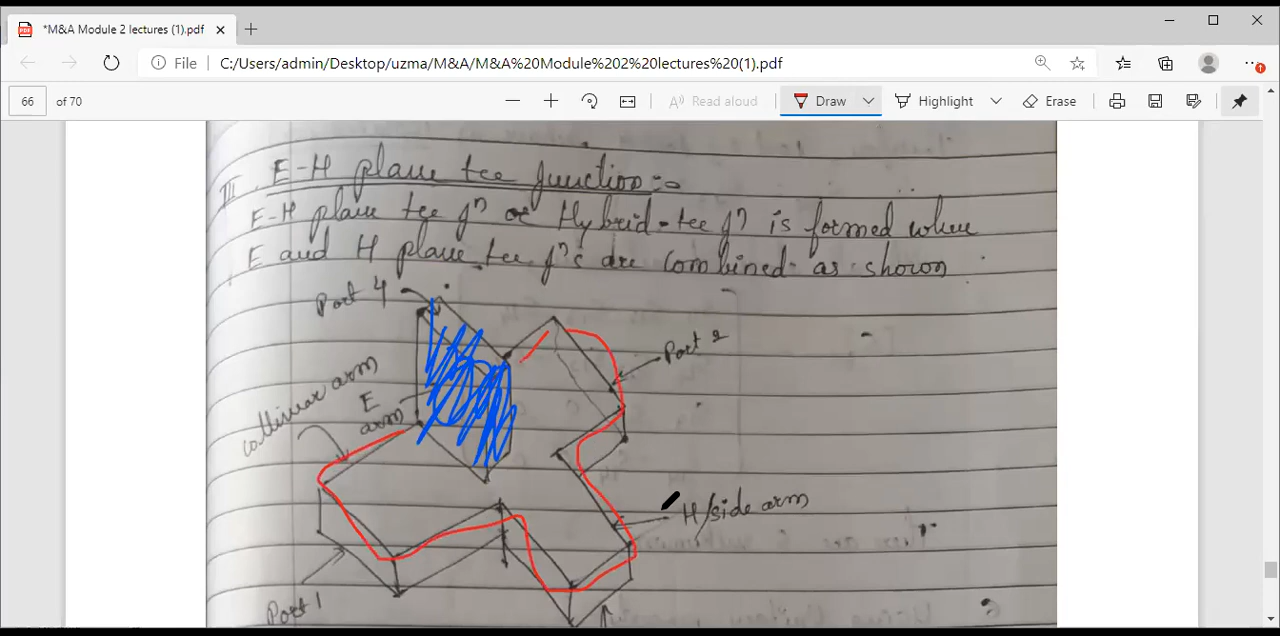 *M&A Module 2 lectures (1).pdf
File C:/Users/admin/Desktop/uzma/M&A/M&A%20Module%202%20lectures%20(1).pdf
66 of 70
Read aloud
Draw
Highlight
Erase
III. E-H plane tee junction:-
E-H plane tee jn or Hybrid-tee jn is formed when
E and H plane tee jn's are combined as shown
Port 4
Port 2
collinear arm
E
arm
H/side arm
Port 1